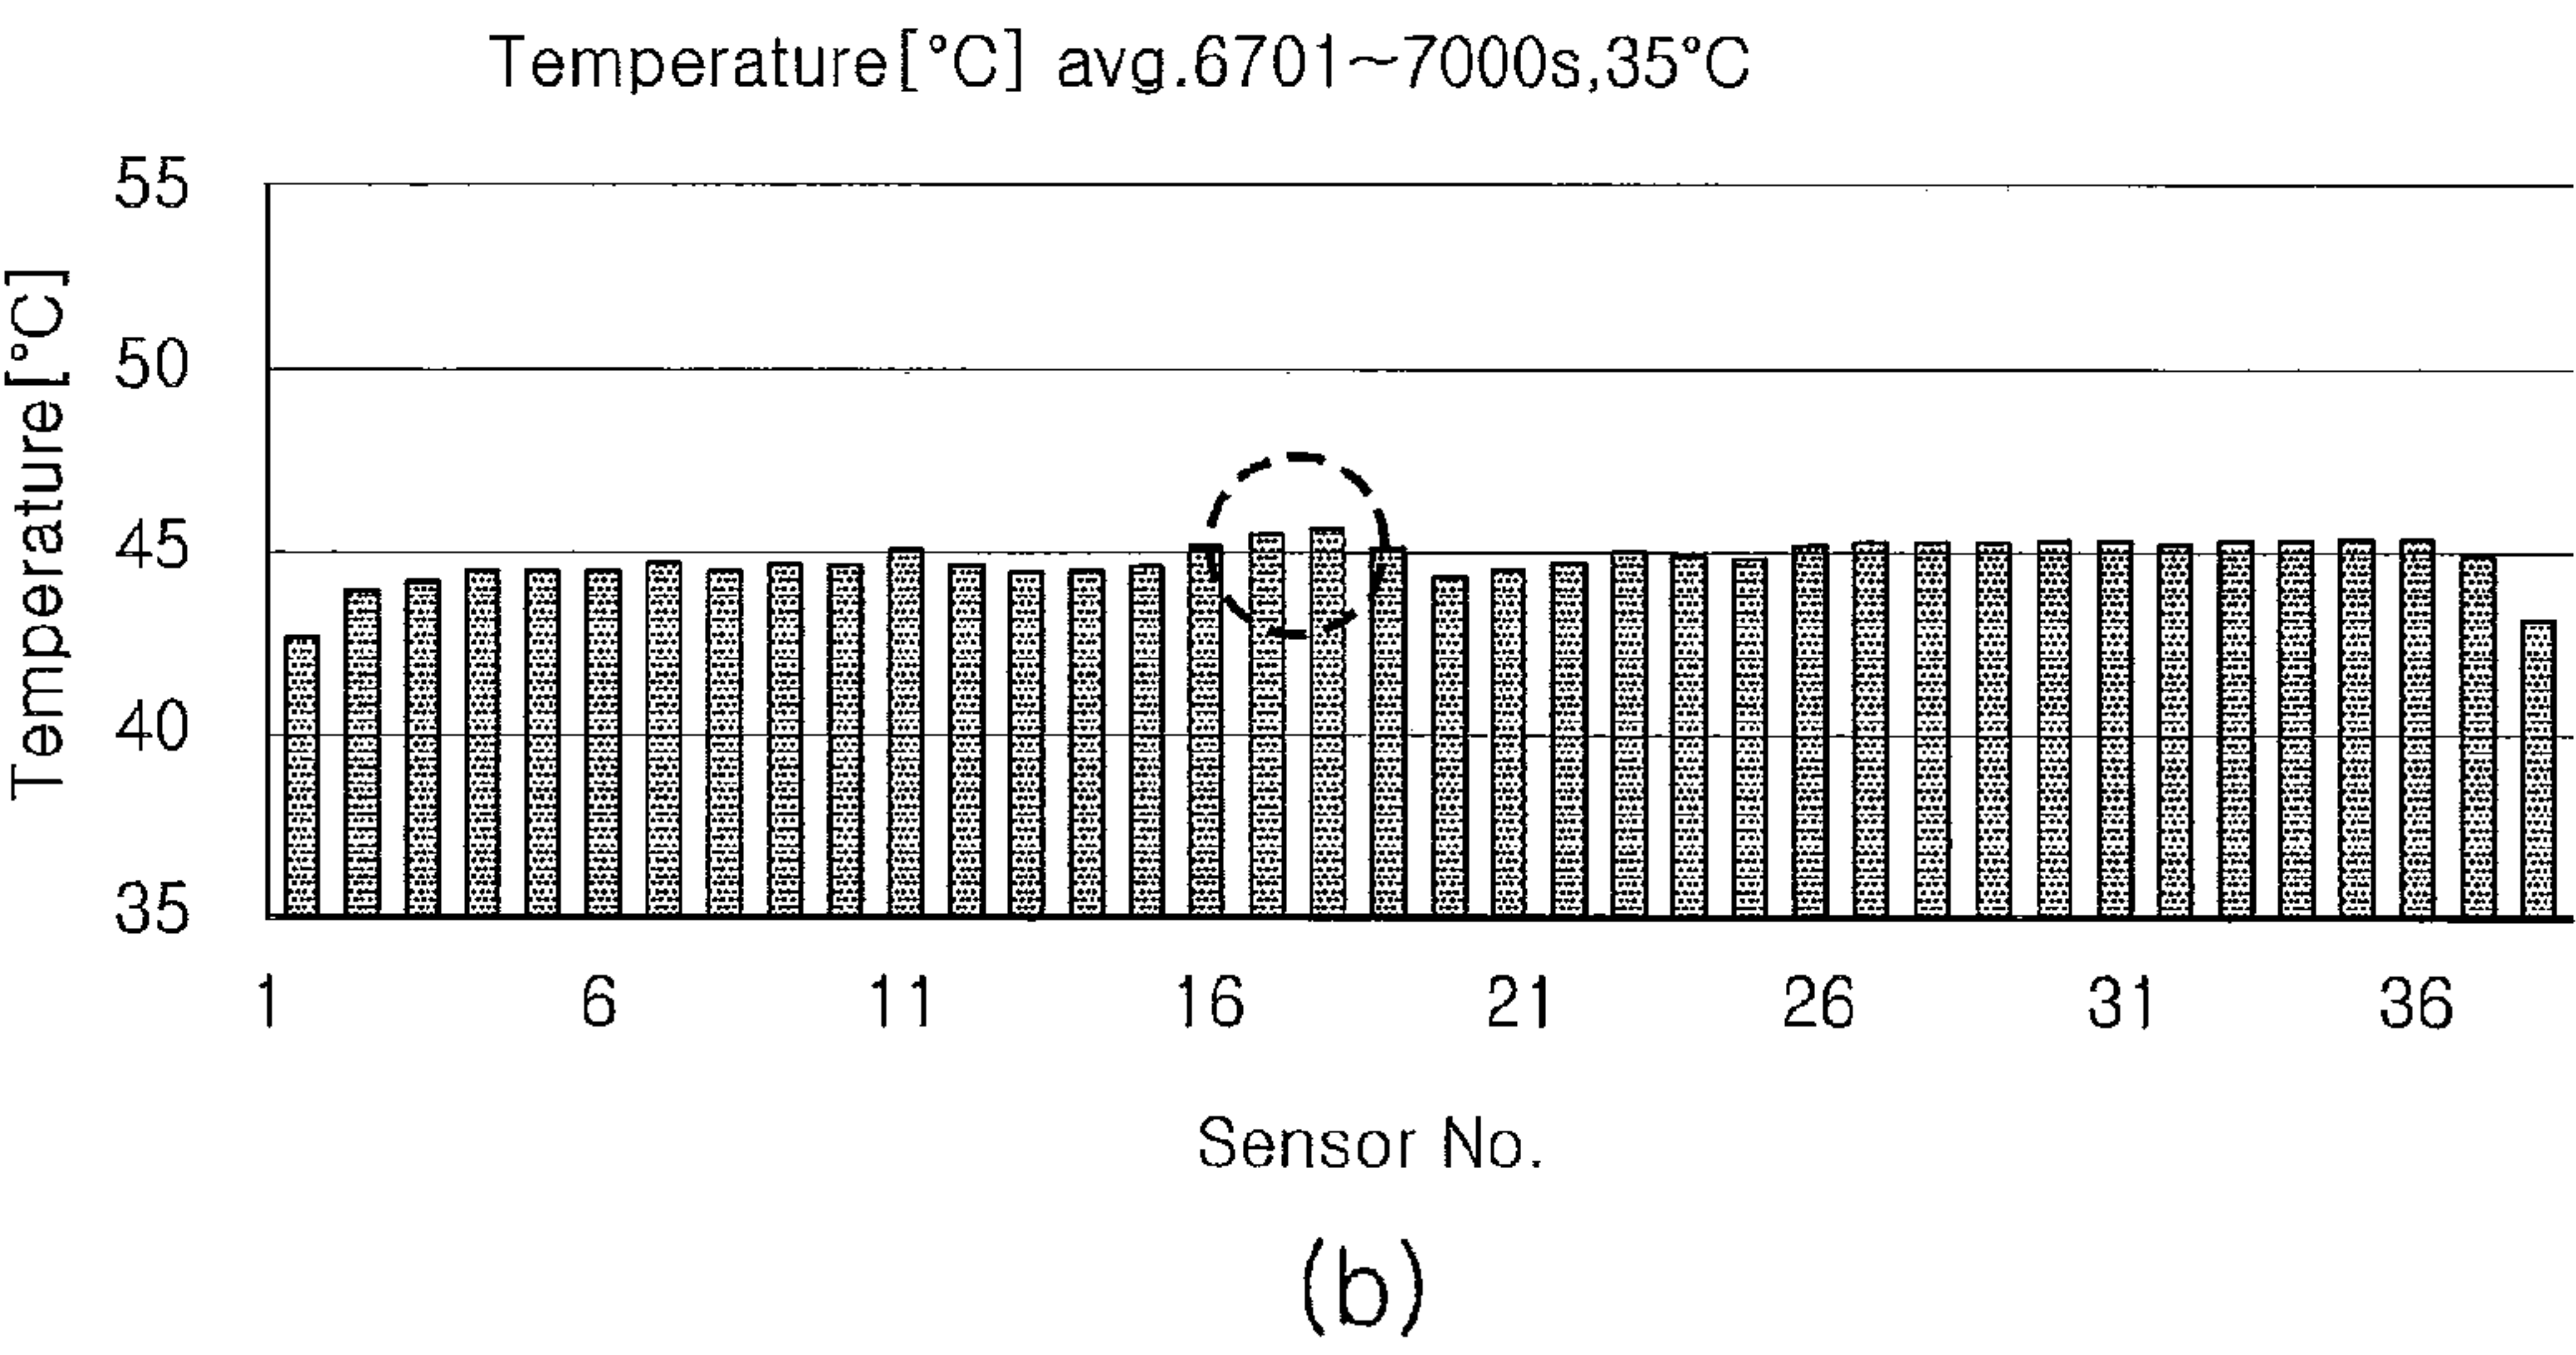 Temperature[°C] avg.6701~7000s,35°C
Temperature[°C]
55
50
45
40
35
1 6 11 16 21 26 31 36
Sensor No.
(b)